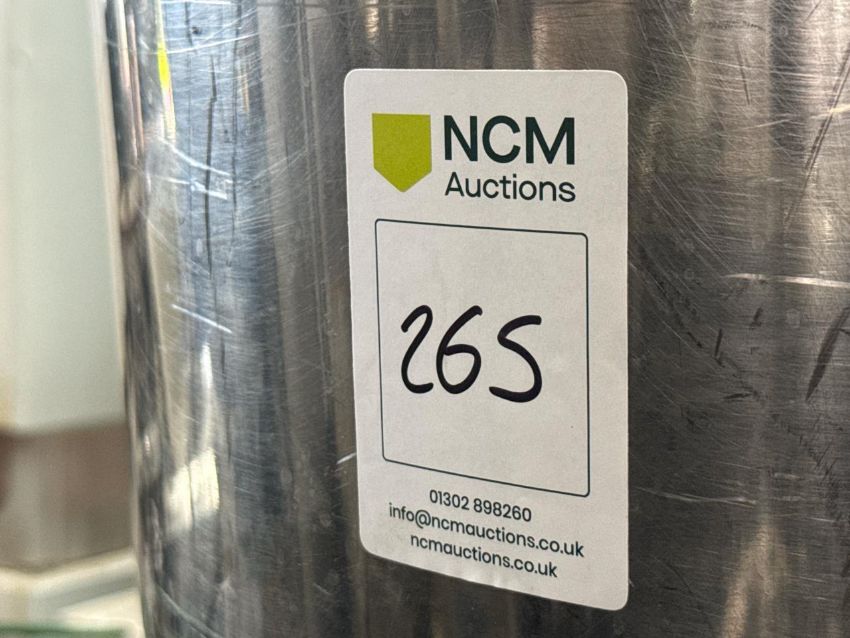 NCM
Auctions
265
01302 898260
info@ncmauctions.co.uk
ncmauctions.co.uk